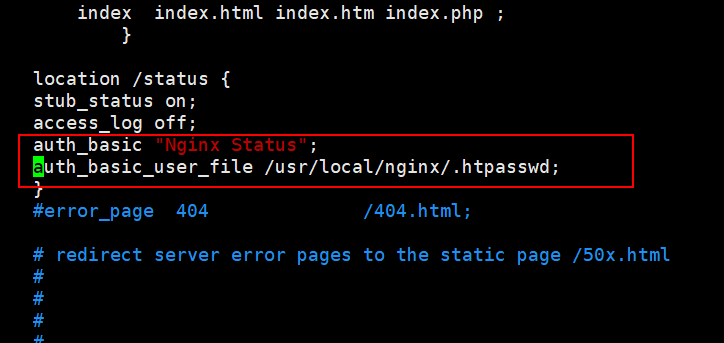 index  index.html index.htm index.php ;
}
location /status {
stub_status on;
access_log off;
auth_basic "Nginx Status";
auth_basic_user_file /usr/local/nginx/.htpasswd;
}
#error_page  404              /404.html;
# redirect server error pages to the static page /50x.html
#
#
#
#